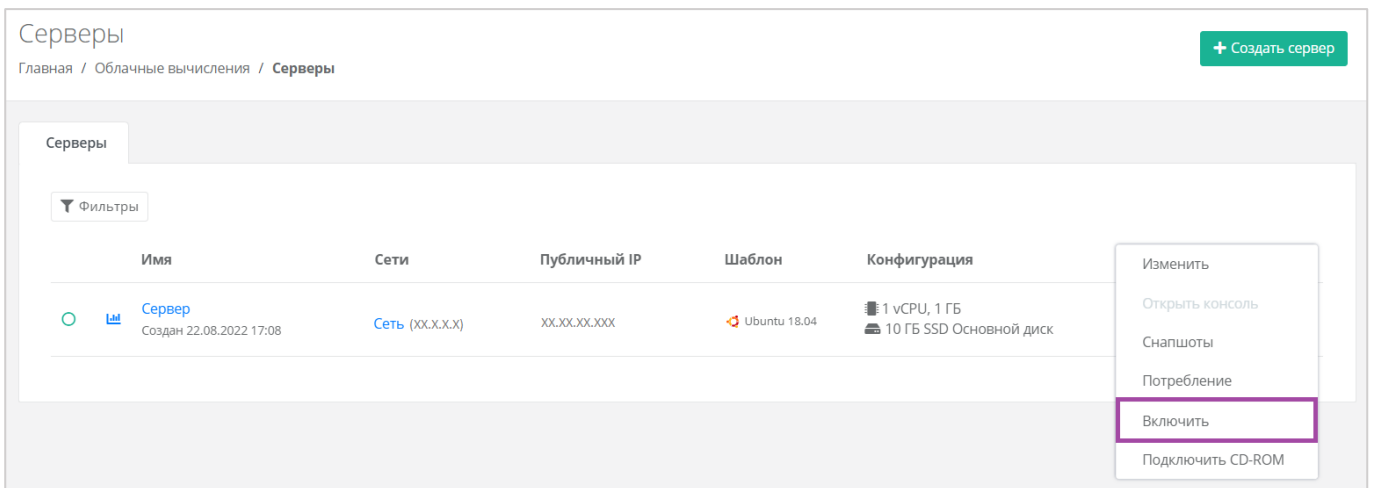 Серверы
+ Создать сервер
Главная / Облачные вычисления / Серверы
Серверы
Фильтры
Имя Сети Публичный IP Шаблон Конфигурация
Сервер
Создан 22.08.2022 17:08
Сеть (XX.X.X.X)
XX.XX.XX.XXX
Ubuntu 18.04
1 vCPU, 1 ГБ
10 ГБ SSD Основной диск
Изменить
Открыть консоль
Снапшоты
Потребление
Включить
Подключить CD-ROM